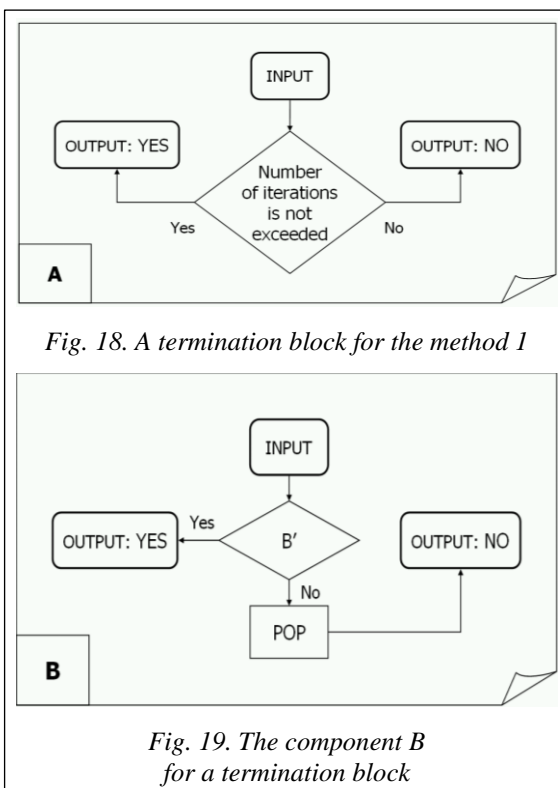 INPUT
OUTPUT: YES
OUTPUT: NO
Number
of iterations
is not
exceeded
Yes
No
A
Fig. 18. A termination block for the method 1
INPUT
Yes
OUTPUT: YES
B′
OUTPUT: NO
No
POP
B
Fig. 19. The component B
for a termination block